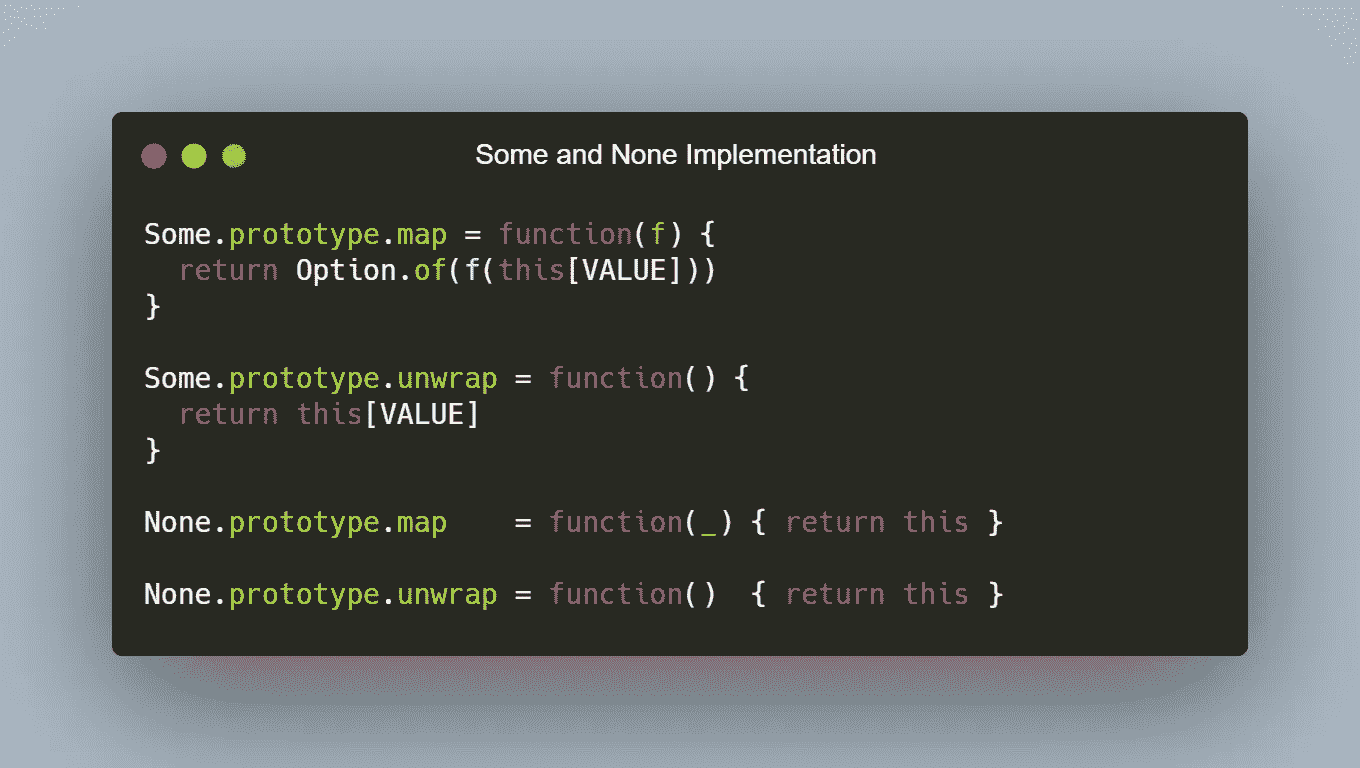 Some and None Implementation
Some.prototype.map = function(f) {
  return Option.of(f(this[VALUE]))
}
Some.prototype.unwrap = function() {
  return this[VALUE]
}
None.prototype.map    = function(_) { return this }
None.prototype.unwrap = function()  { return this }